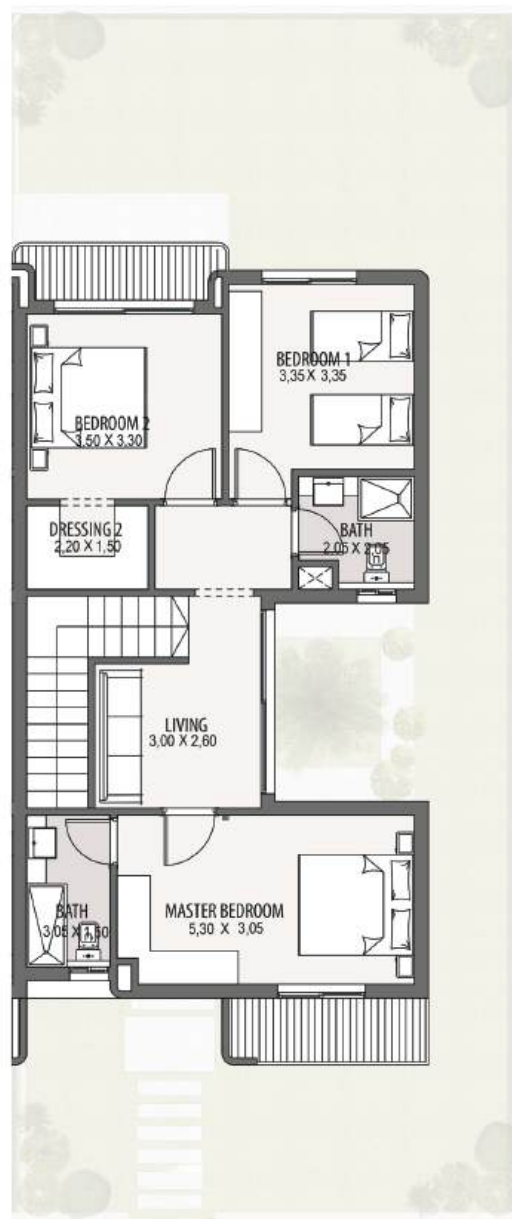 BEDROOM 1
3,35 X 3,35
BEDROOM 2
3,50 X 3,30
DRESSING 2
2,20 X 1,50
BATH
2,05 x 2,05
LIVING
3,00 X 2,60
BATH
3,05 X 1,50
MASTER BEDROOM
5,30 X 3,05